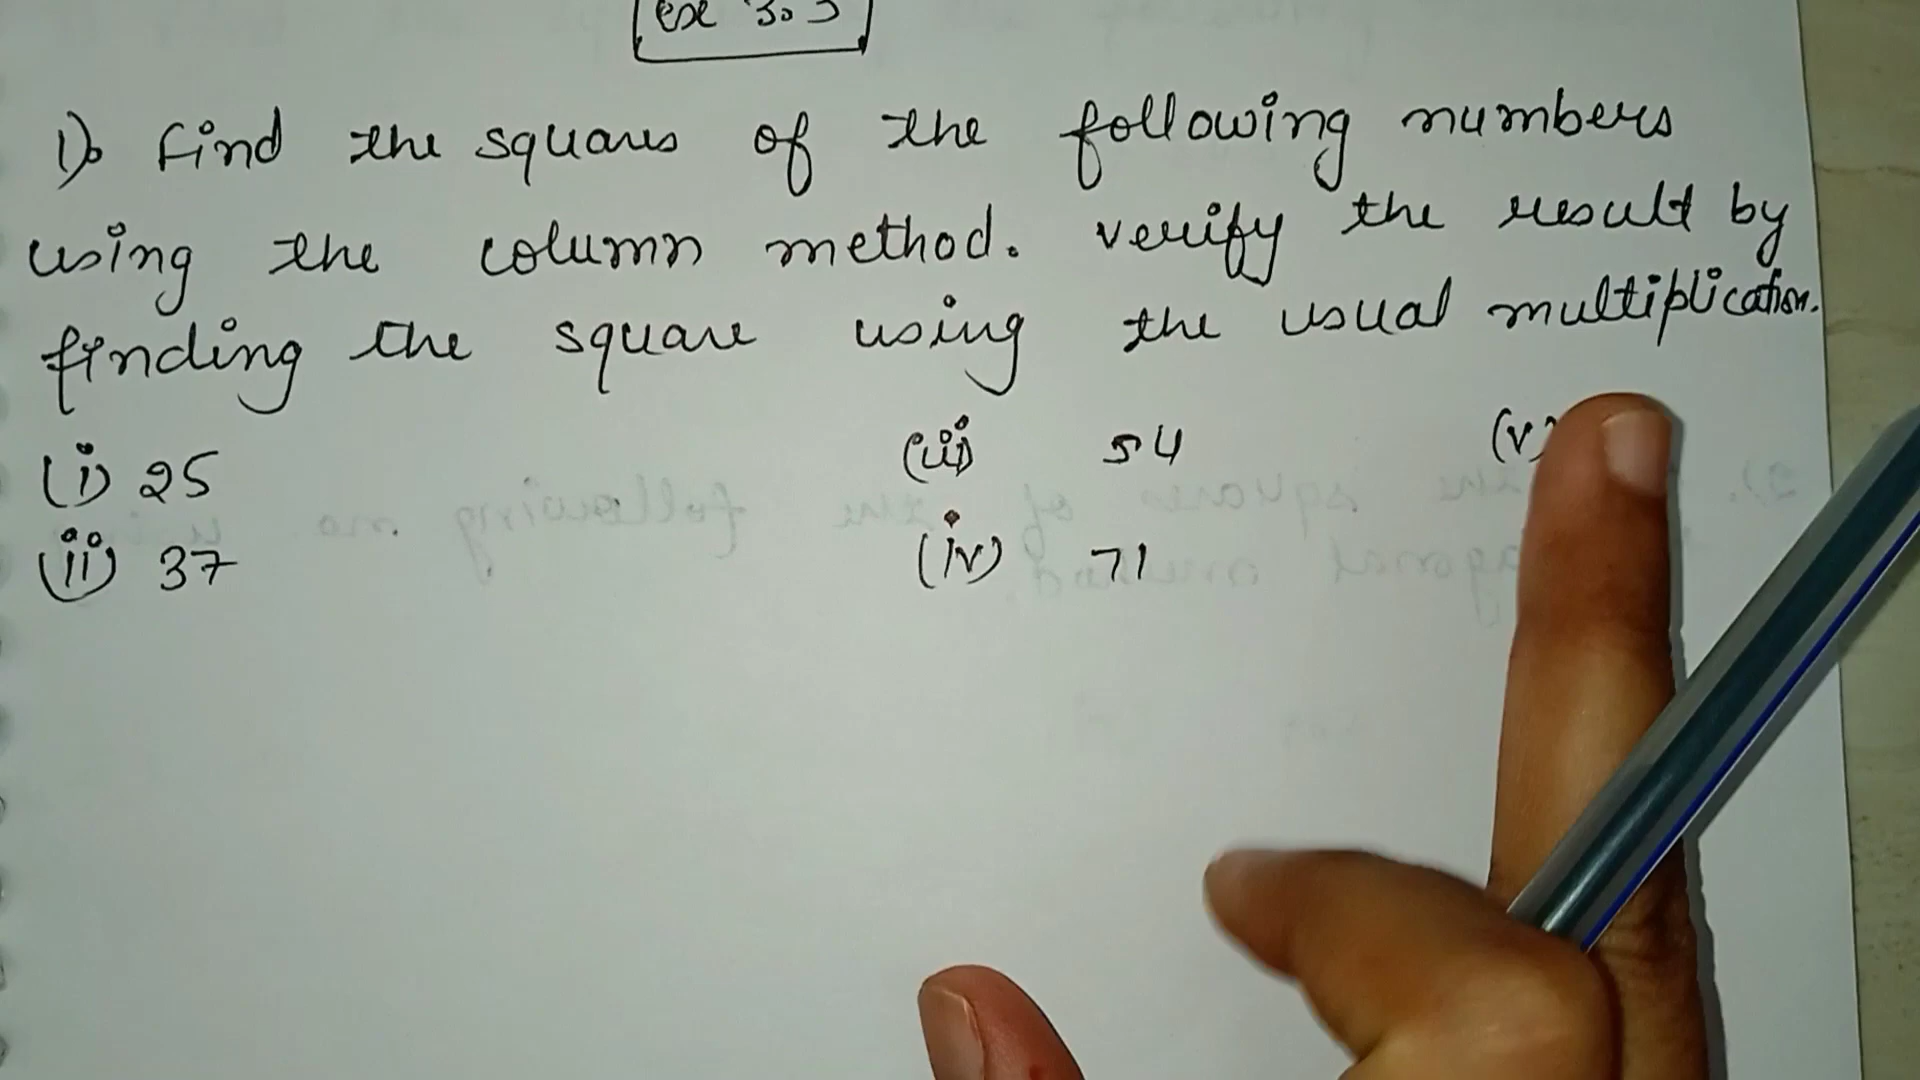 ex 3.3
1). Find the squares of the following numbers
using the column method. verify the result by
finding the square using the usual multiplication.
(i) 25 (iii) 54 (v)
(ii) 37 (iv) 71